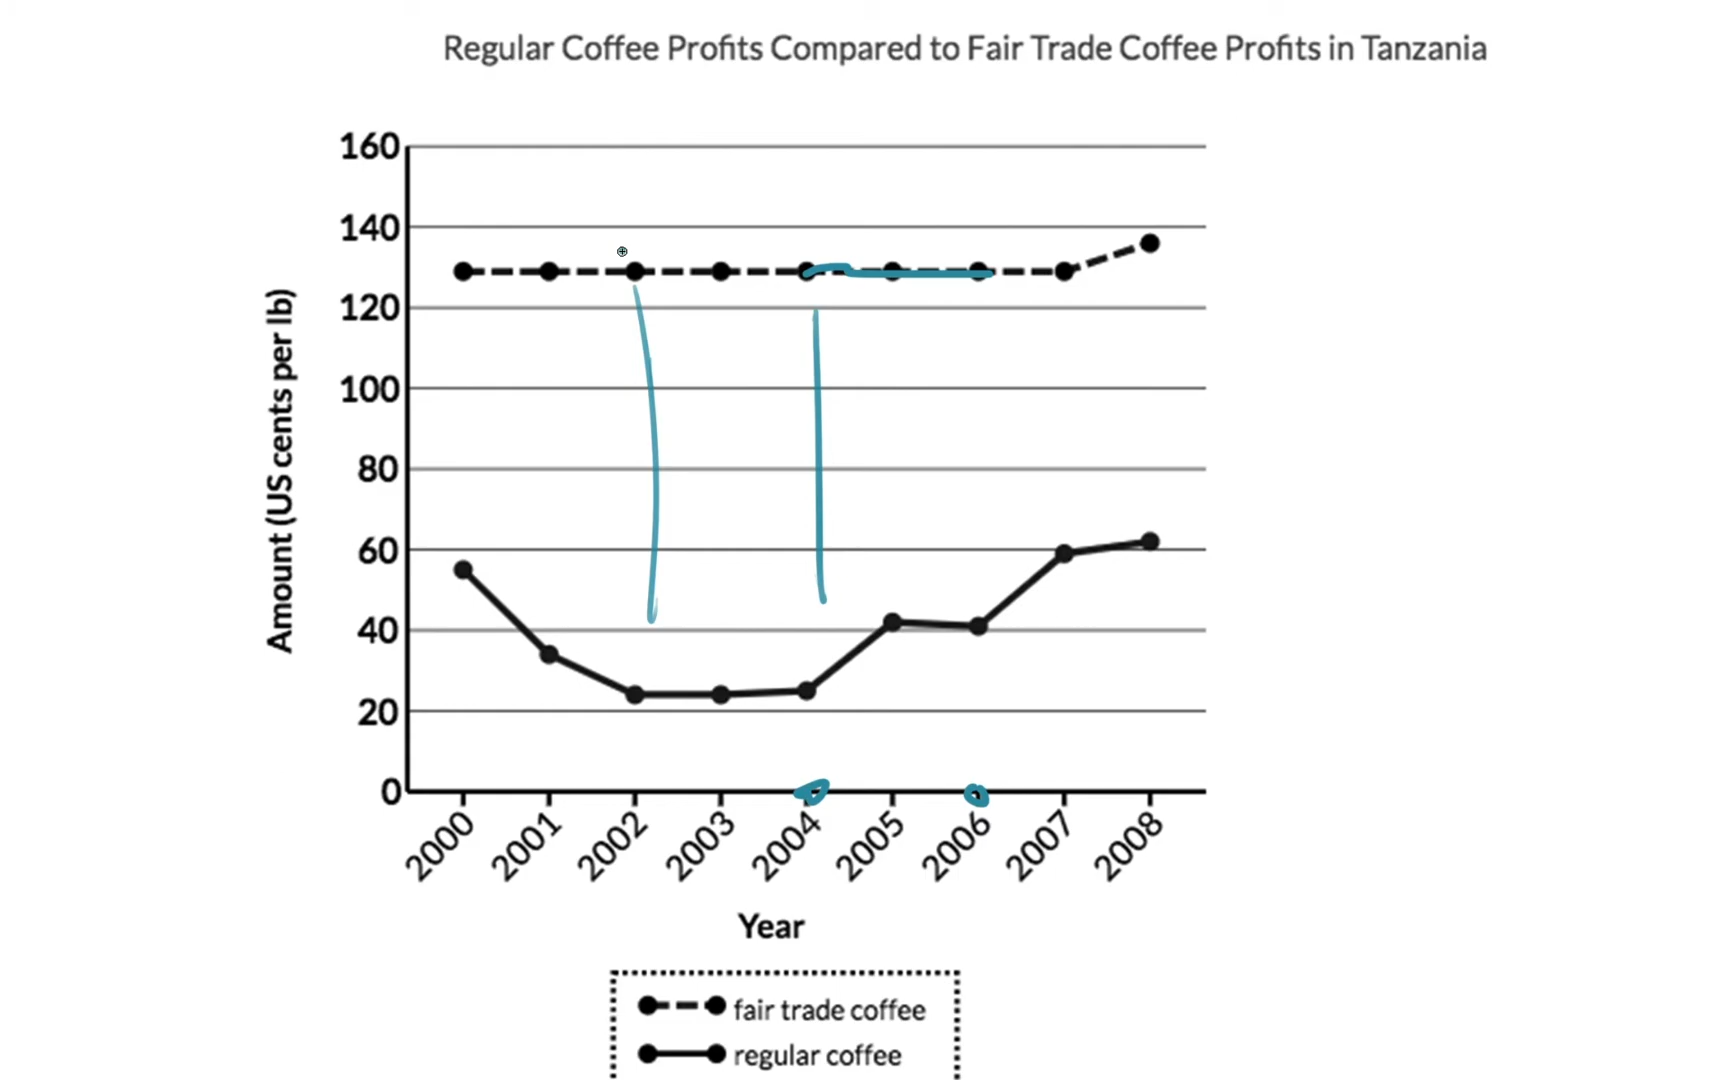 Regular Coffee Profits Compared to Fair Trade Coffee Profits in Tanzania
160
140
120
100
80
60
40
20
0
Amount (US cents per lb)
2000 2001 2002 2003 2004 2005 2006 2007 2008
Year
fair trade coffee
regular coffee